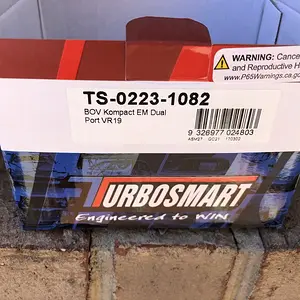 WARNING: Cance
and Reproductive H
www.P65Warnings.ca.gov
TS-0223-1082
BOV Kompact EM Dual
Port VR19
9 328977 024803
TURBOSMART
Engineered to WIN